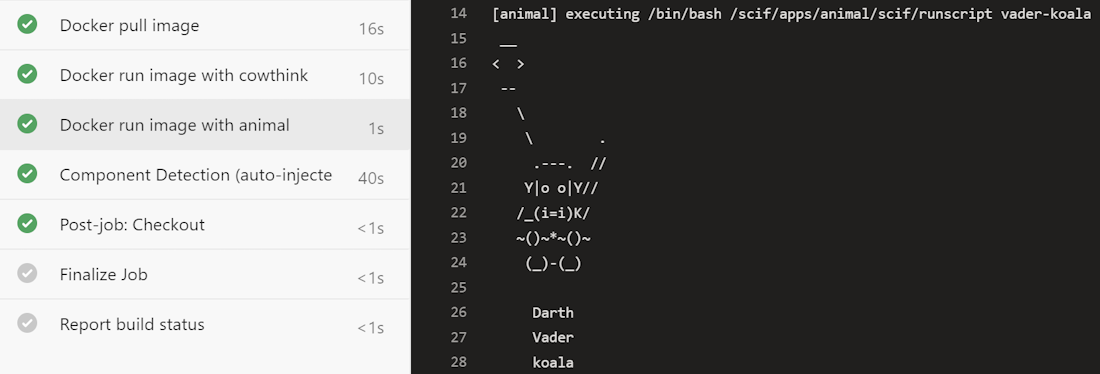 Docker pull image 16s
Docker run image with cowthink 10s
Docker run image with animal 1s
Component Detection (auto-injecte 40s
Post-job: Checkout <1s
Finalize Job <1s
Report build status <1s
14 [animal] executing /bin/bash /scif/apps/animal/scif/runscript vader-koala
15  __
16 <  >
17  --
18    \
19     \        .
20      .---.  //
21     Y|o o|Y//
22    /_(i=i)K/
23    ~()~*~()~
24     (_)-(_)
25
26      Darth
27      Vader
28      koala